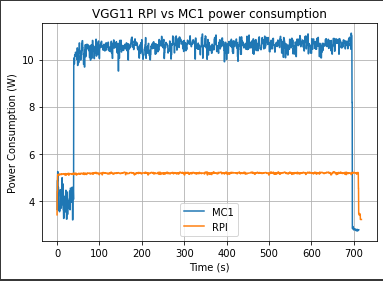 VGG11 RPI vs MC1 power consumption
Power Consumption (W)
10
8
6
4
MC1
RPI
0 100 200 300 400 500 600 700
Time (s)